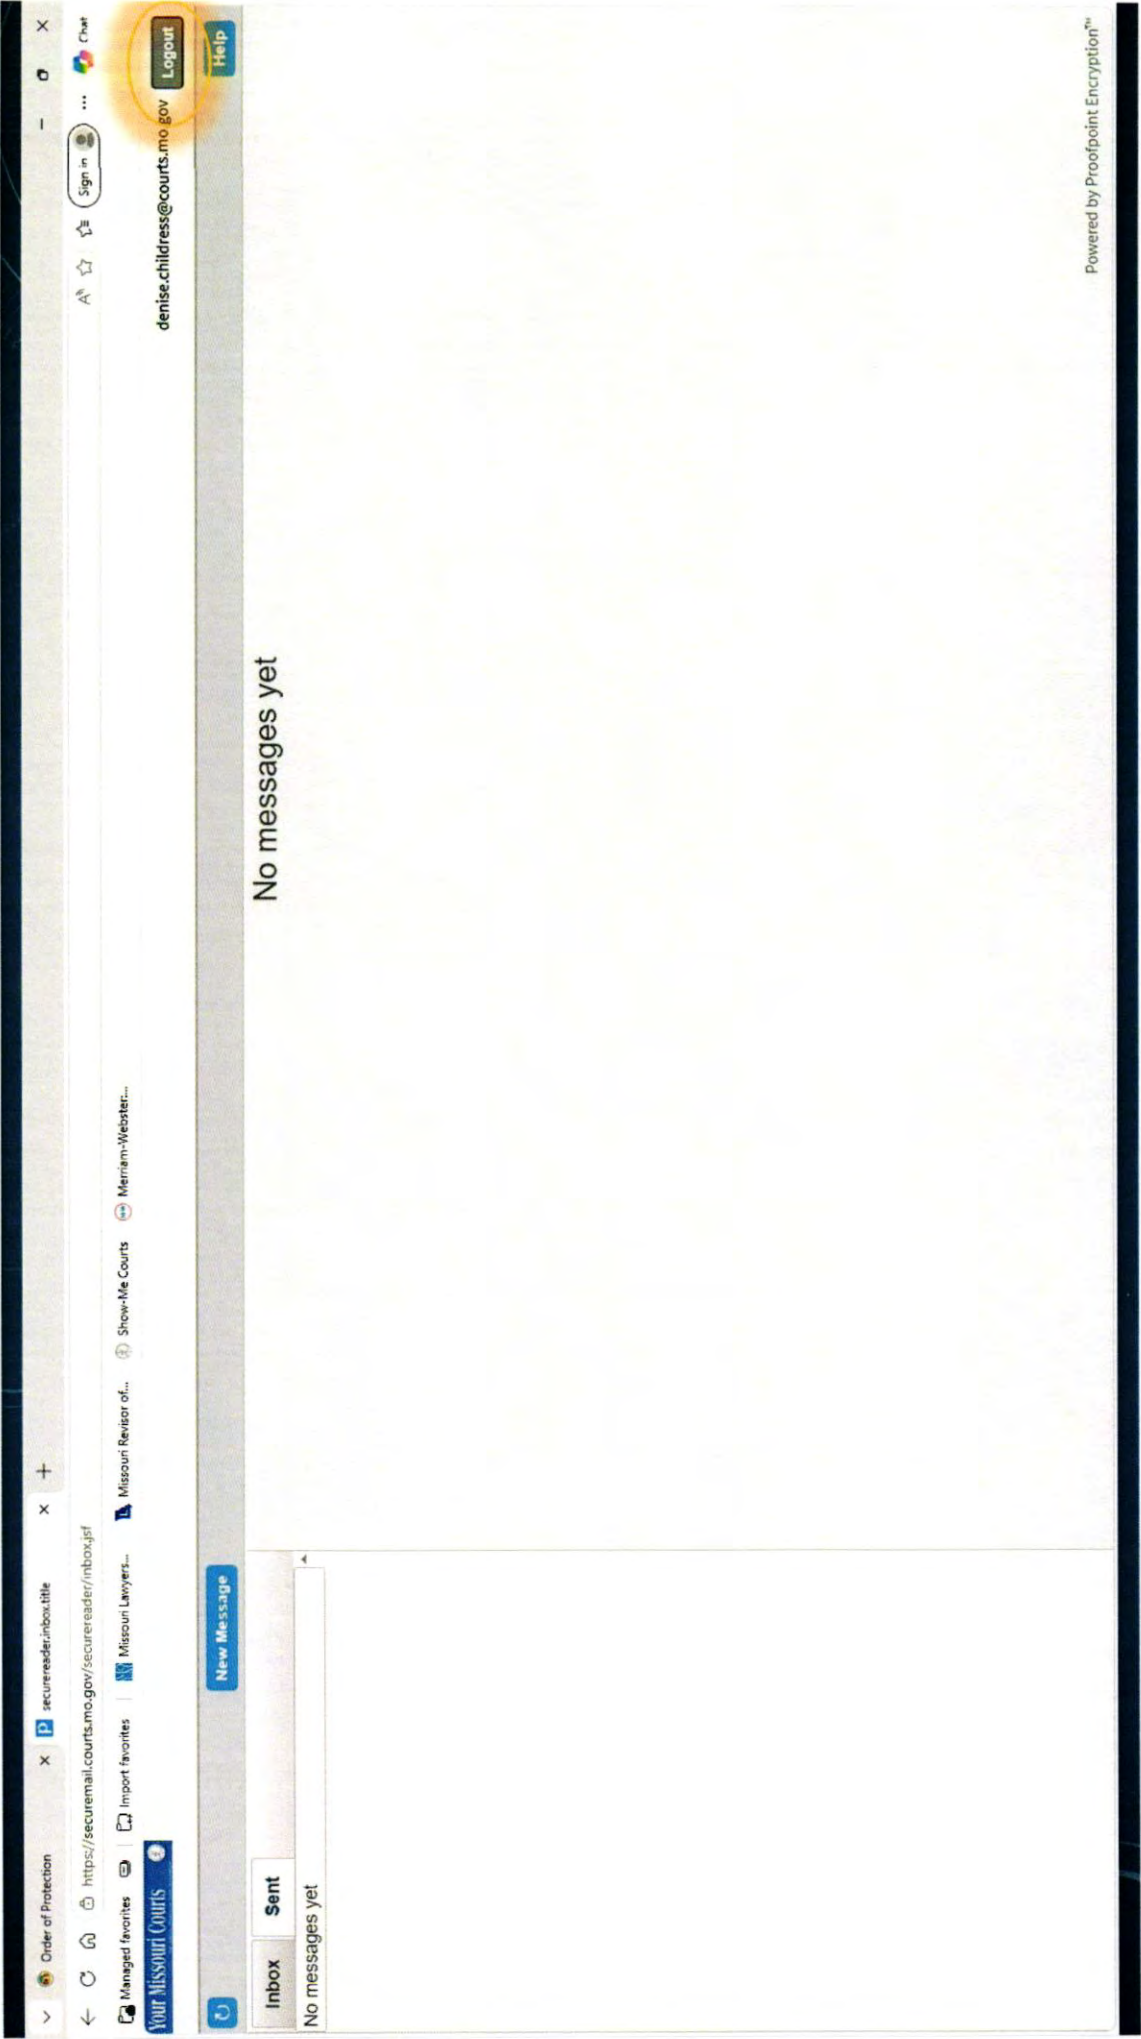 Order of Protection
securereader.inbox.title
https://securemail.courts.mo.gov/securereader/inbox.jsf
Sign in
Chat
Managed favorites
Import favorites
Missouri Lawyers...
Missouri Revisor of...
Show-Me Courts
Merriam-Webster:...
Your Missouri Courts
denise.childress@courts.mo.gov
Logout
New Message
Help
Inbox
Sent
No messages yet
No messages yet
Powered by Proofpoint Encryption™